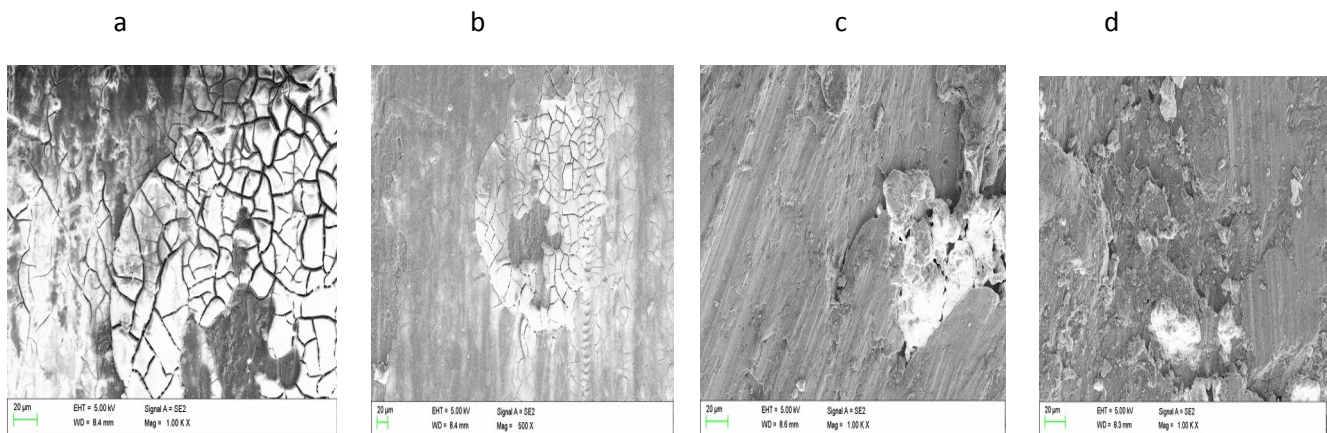 a b c d
20 µm EHT = 5.00 kV Signal A = SE2
WD = 8.4 mm Mag = 1.00 K X
20 µm EHT = 5.00 kV Signal A = SE2
WD = 8.4 mm Mag = 500 X
20 µm EHT = 5.00 kV Signal A = SE2
WD = 8.6 mm Mag = 1.00 K X
20 µm EHT = 5.00 kV Signal A = SE2
WD = 8.3 mm Mag = 1.00 K X